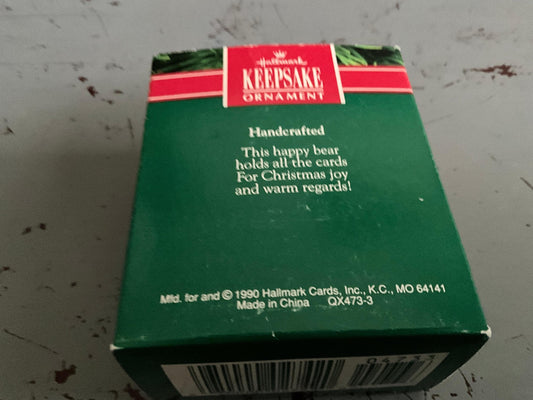 Hallmark
KEEPSAKE
ORNAMENT
Handcrafted
This happy bear
holds all the cards
For Christmas joy
and warm regards!
Mfd. for and © 1990 Hallmark Cards, Inc., K.C., MO 64141
Made in China QX473-3
04733